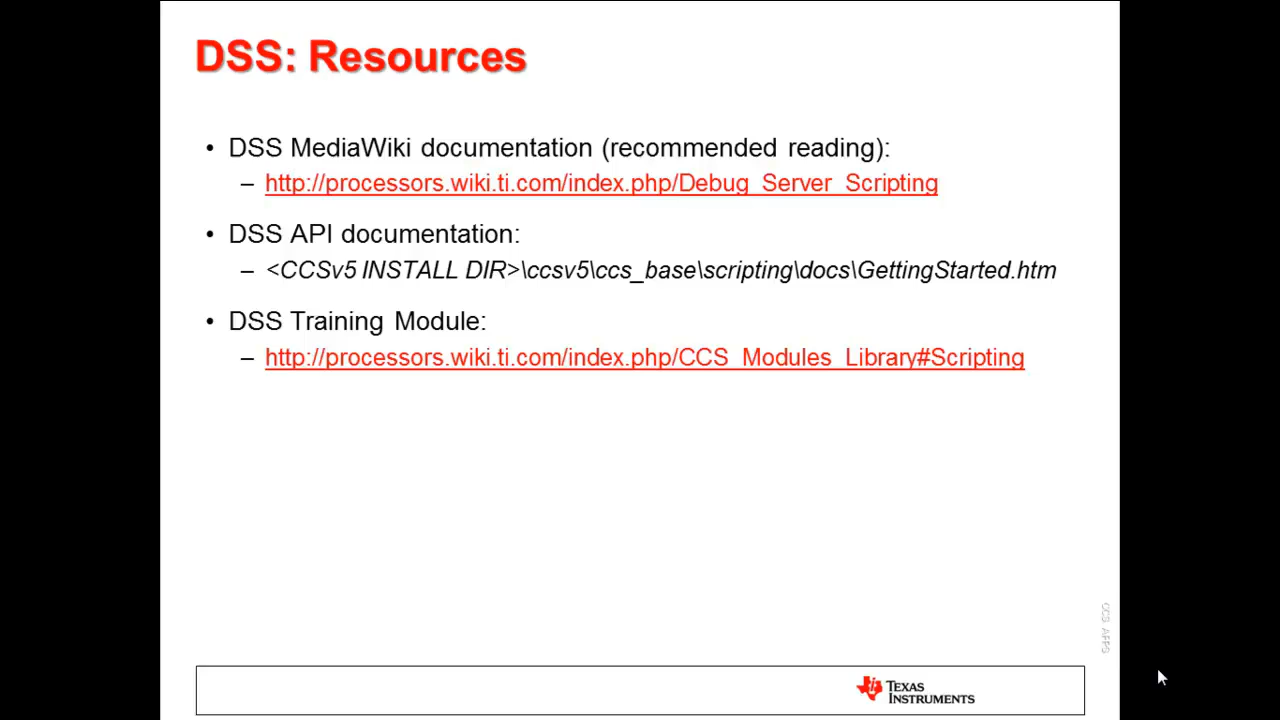 DSS: Resources
• DSS MediaWiki documentation (recommended reading):
– http://processors.wiki.ti.com/index.php/Debug_Server_Scripting
• DSS API documentation:
– <CCSv5 INSTALL DIR>\ccsv5\ccs_base\scripting\docs\GettingStarted.htm
• DSS Training Module:
– http://processors.wiki.ti.com/index.php/CCS_Modules_Library#Scripting
CCS APPS
TEXAS
INSTRUMENTS